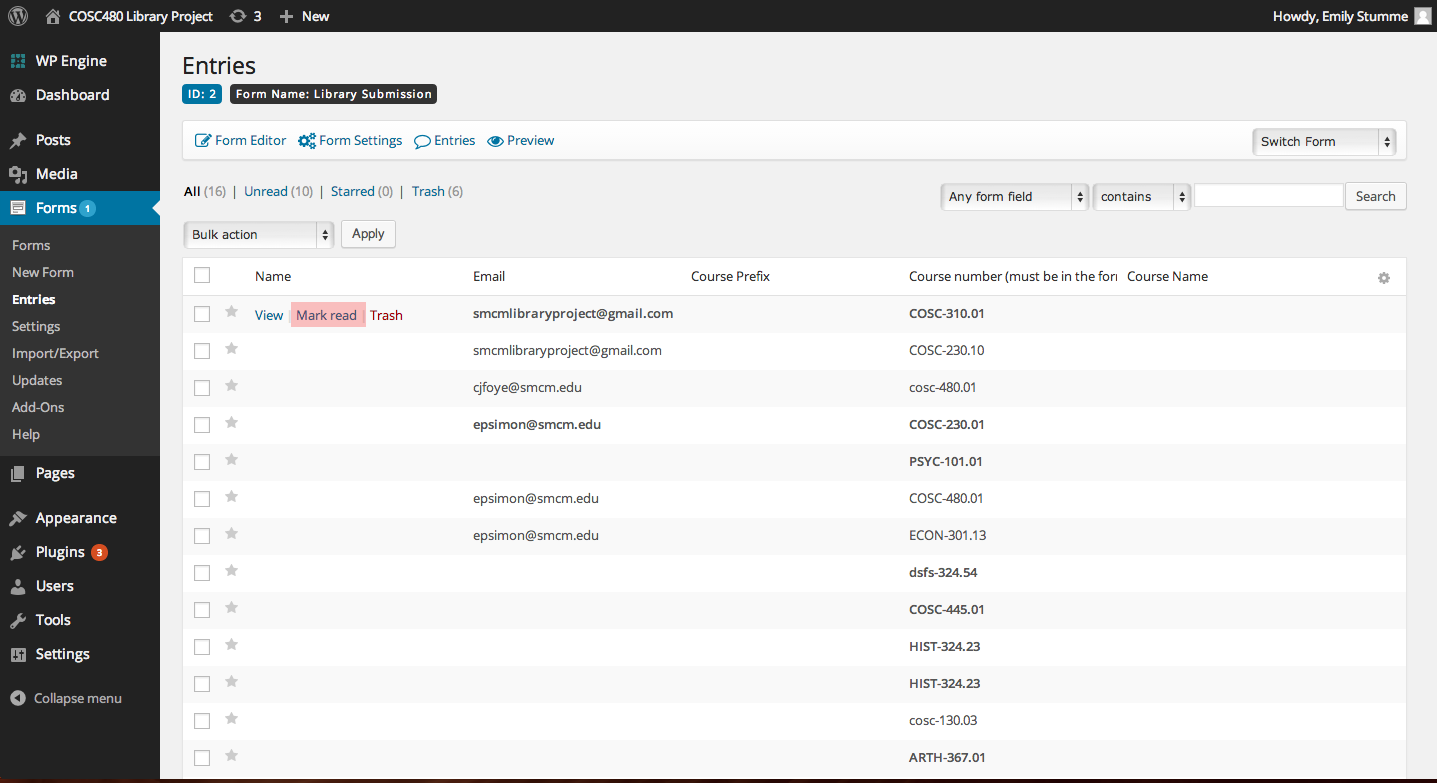 COSC480 Library Project 3 New Howdy, Emily Stumme
WP Engine
Dashboard
Posts
Media
Forms 1
Forms
New Form
Entries
Settings
Import/Export
Updates
Add-Ons
Help
Pages
Appearance
Plugins 3
Users
Tools
Settings
Collapse menu
Entries
ID: 2 Form Name: Library Submission
Form Editor Form Settings Entries Preview Switch Form
All (16) | Unread (10) | Starred (0) | Trash (6) Any form field contains Search
Bulk action Apply
Name Email Course Prefix Course number (must be in the for Course Name
View | Mark read | Trash smcmlibraryproject@gmail.com COSC-310.01
smcmlibraryproject@gmail.com COSC-230.10
cjfoye@smcm.edu cosc-480.01
epsimon@smcm.edu COSC-230.01
PSYC-101.01
epsimon@smcm.edu COSC-480.01
epsimon@smcm.edu ECON-301.13
dsfs-324.54
COSC-445.01
HIST-324.23
HIST-324.23
cosc-130.03
ARTH-367.01